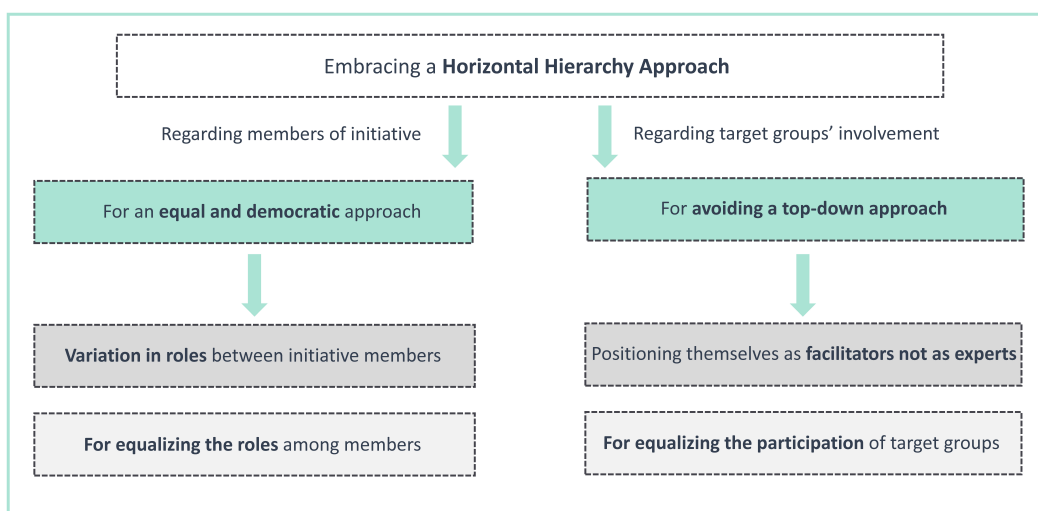 Embracing a Horizontal Hierarchy Approach
Regarding members of initiative
Regarding target groups’ involvement
For an equal and democratic approach
For avoiding a top-down approach
Variation in roles between initiative members
Positioning themselves as facilitators not as experts
For equalizing the roles among members
For equalizing the participation of target groups